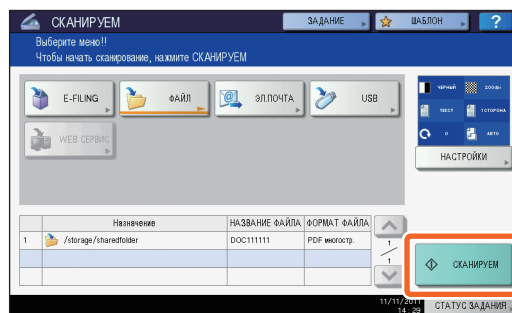 СКАНИРУЕМ
ЗАДАНИЕ
ШАБЛОН
?
Выберите меню!!
Чтобы начать сканирование, нажмите СКАНИРУЕМ
E-FILING
ФАЙЛ
ЭЛ.ПОЧТА
USB
WEB СЕРВИС
ЧЕРНЫЙ
200dpi
ТЕКСТ
1 СТОРОНА
0
АВТО
НАСТРОЙКИ
Назначение НАЗВАНИЕ ФАЙЛА ФОРМАТ ФАЙЛА
1 /storage/sharedfolder DOC111111 PDF многостр.
1
1
СКАНИРУЕМ
11/11/2011
14:29
СТАТУС ЗАДАНИЯ